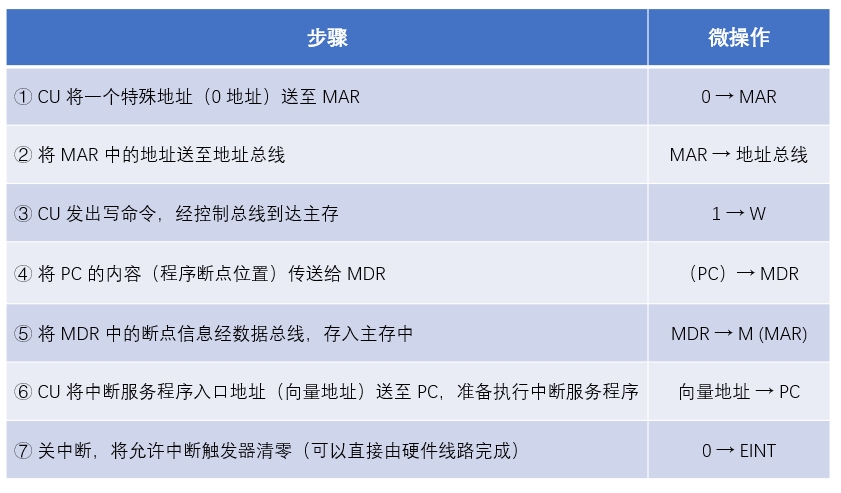 步骤 微操作
① CU 将一个特殊地址（0 地址）送至 MAR 0 → MAR
② 将 MAR 中的地址送至地址总线 MAR → 地址总线
③ CU 发出写命令，经控制总线到达主存 1 → W
④ 将 PC 的内容（程序断点位置）传送给 MDR （PC）→ MDR
⑤ 将 MDR 中的断点信息经数据总线，存入主存中 MDR → M (MAR)
⑥ CU 将中断服务程序入口地址（向量地址）送至 PC，准备执行中断服务程序 向量地址 → PC
⑦ 关中断，将允许中断触发器清零（可以直接由硬件线路完成） 0 → EINT